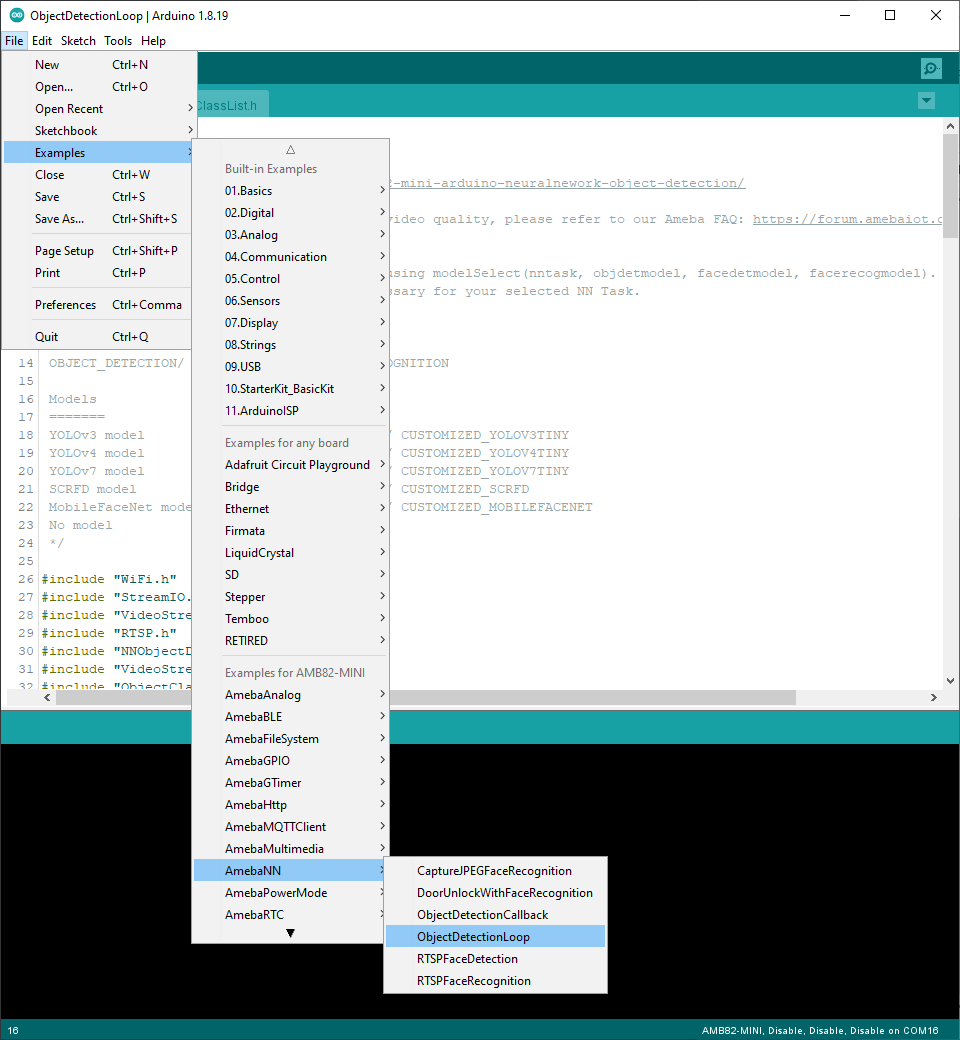 ObjectDetectionLoop | Arduino 1.8.19
File Edit Sketch Tools Help
New Ctrl+N
Open... Ctrl+O
Open Recent
Sketchbook
Examples
Close Ctrl+W
Save Ctrl+S
Save As... Ctrl+Shift+S
Page Setup Ctrl+Shift+P
Print Ctrl+P
Preferences Ctrl+Comma
Quit Ctrl+Q
ClassList.h
Built-in Examples
01.Basics
02.Digital
03.Analog
04.Communication
05.Control
06.Sensors
07.Display
08.Strings
09.USB
10.StarterKit_BasicKit
11.ArduinoISP
Examples for any board
Adafruit Circuit Playground
Bridge
Ethernet
Firmata
LiquidCrystal
SD
Stepper
Temboo
RETIRED
Examples for AMB82-MINI
AmebaAnalog
AmebaBLE
AmebaFileSystem
AmebaGPIO
AmebaGTimer
AmebaHttp
AmebaMQTTClient
AmebaMultimedia
AmebaNN
AmebaPowerMode
AmebaRTC
CaptureJPEGFaceRecognition
DoorUnlockWithFaceRecognition
ObjectDetectionCallback
ObjectDetectionLoop
RTSPFaceDetection
RTSPFaceRecognition
-mini-arduino-neuralnework-object-detection/
video quality, please refer to our Ameba FAQ: https://forum.amebaiot.c
using modelSelect(nntask, objdetmodel, facedetmodel, facerecogmodel).
ssary for your selected NN Task.
14 OBJECT_DETECTION/ OGNITION
15
16 Models
17 =======
18 YOLOv3 model / CUSTOMIZED_YOLOV3TINY
19 YOLOv4 model / CUSTOMIZED_YOLOV4TINY
20 YOLOv7 model / CUSTOMIZED_YOLOV7TINY
21 SCRFD model / CUSTOMIZED_SCRFD
22 MobileFaceNet mode / CUSTOMIZED_MOBILEFACENET
23 No model
24 */
25
26 #include "WiFi.h"
27 #include "StreamIO.
28 #include "VideoStre
29 #include "RTSP.h"
30 #include "NNObjectD
31 #include "VideoStre
32 #include "ObjectCla
16 AMB82-MINI, Disable, Disable, Disable on COM16